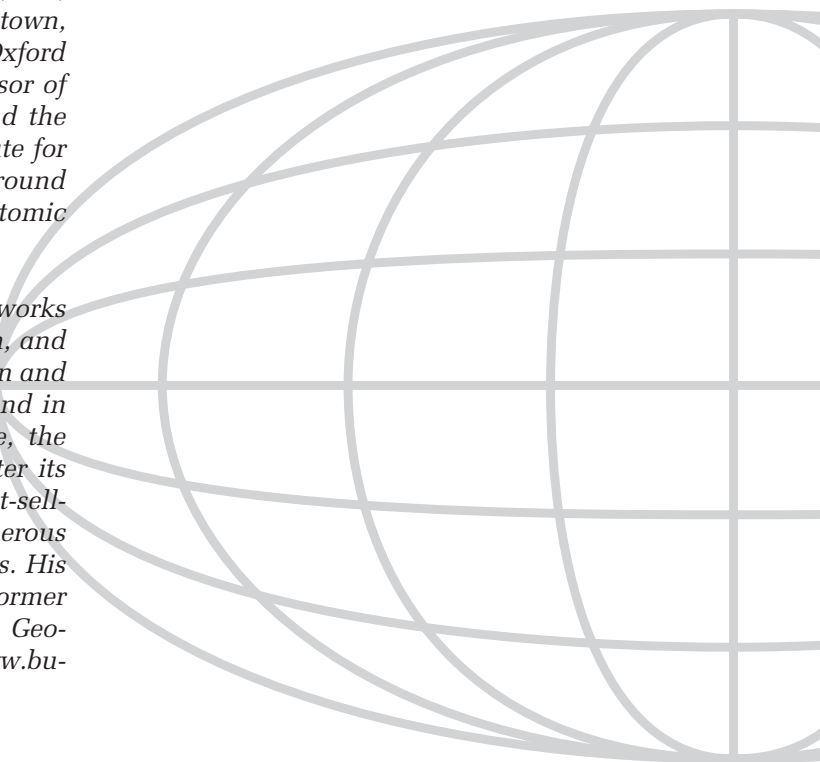 town,
Oxford
sor of
d the
te for
round
tomic
works
n, and
n and
nd in
e, the
ter its
t-sell-
erous
s. His
ormer
Geo-
w.bu-